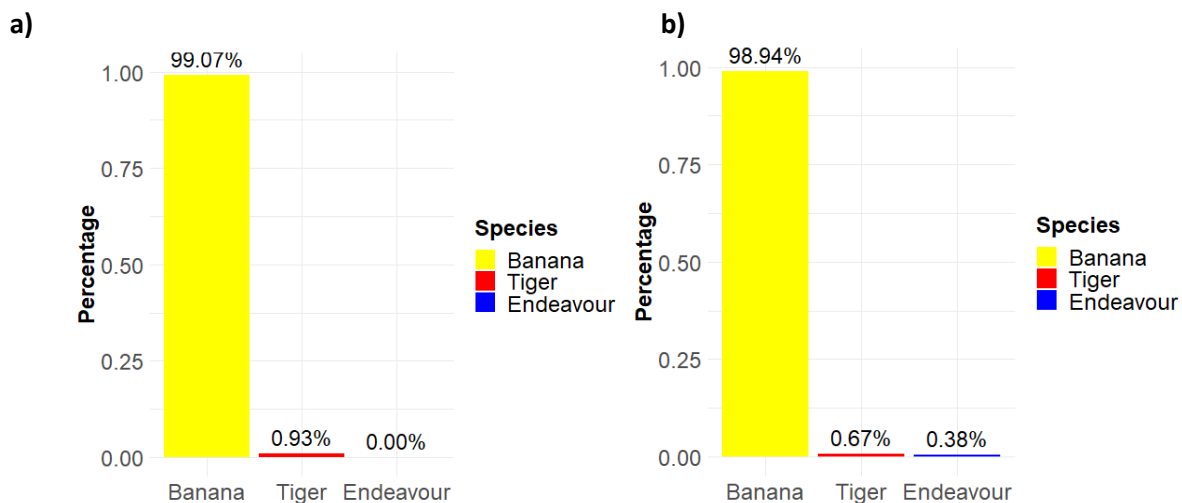 a)
99.07%
1.00
0.75
0.50
0.25
0.00
Percentage
0.93%
0.00%
Banana
Tiger
Endeavour
Species
Banana
Tiger
Endeavour
b)
98.94%
1.00
0.75
0.50
0.25
0.00
Percentage
0.67%
0.38%
Banana
Tiger
Endeavour
Species
Banana
Tiger
Endeavour